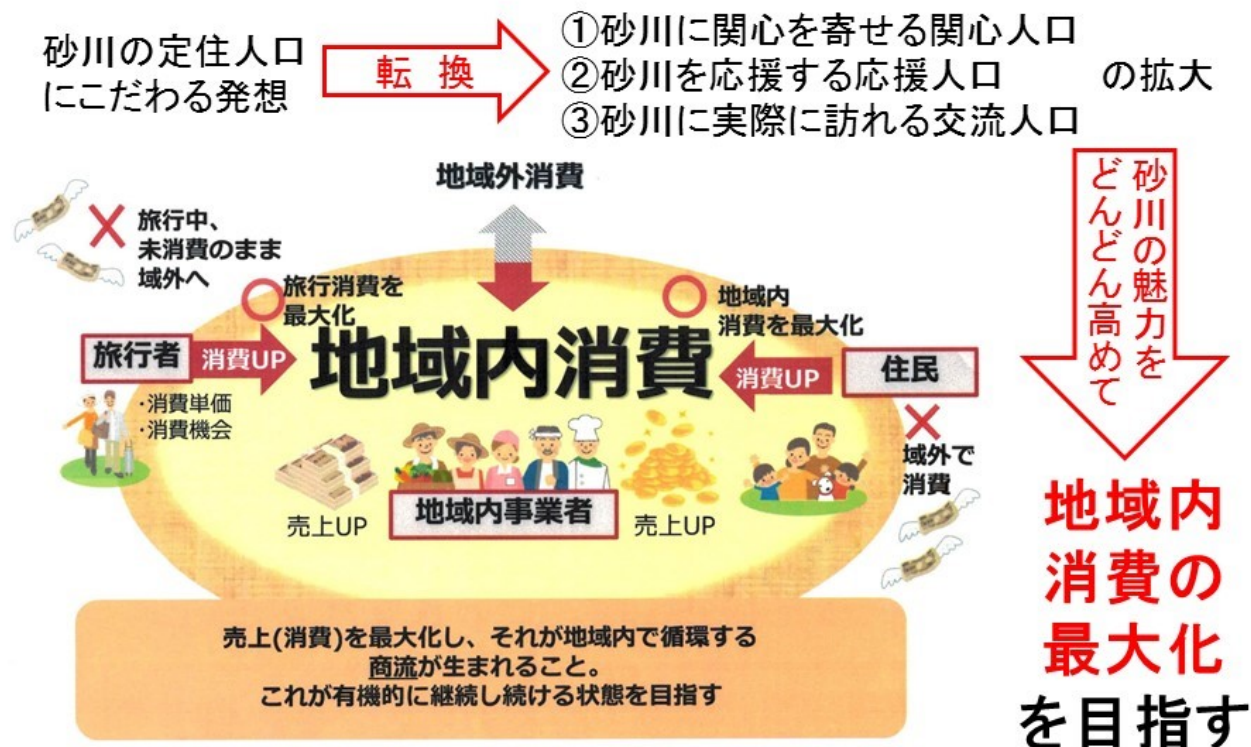 砂川の定住人口
にこだわる発想
転換
①砂川に関心を寄せる関心人口
②砂川を応援する応援人口
③砂川に実際に訪れる交流人口
の拡大
砂川の魅力を
どんどん高めて
地域内
消費の
最大化
を目指す
地域外消費
旅行中、
未消費のまま
域外へ
旅行消費を
最大化
地域内
消費を最大化
旅行者
消費UP
地域内消費
消費UP
住民
・消費単価
・消費機会
域外で
消費
売上UP
地域内事業者
売上UP
売上(消費)を最大化し、それが地域内で循環する
商流が生まれること。
これが有機的に継続し続ける状態を目指す